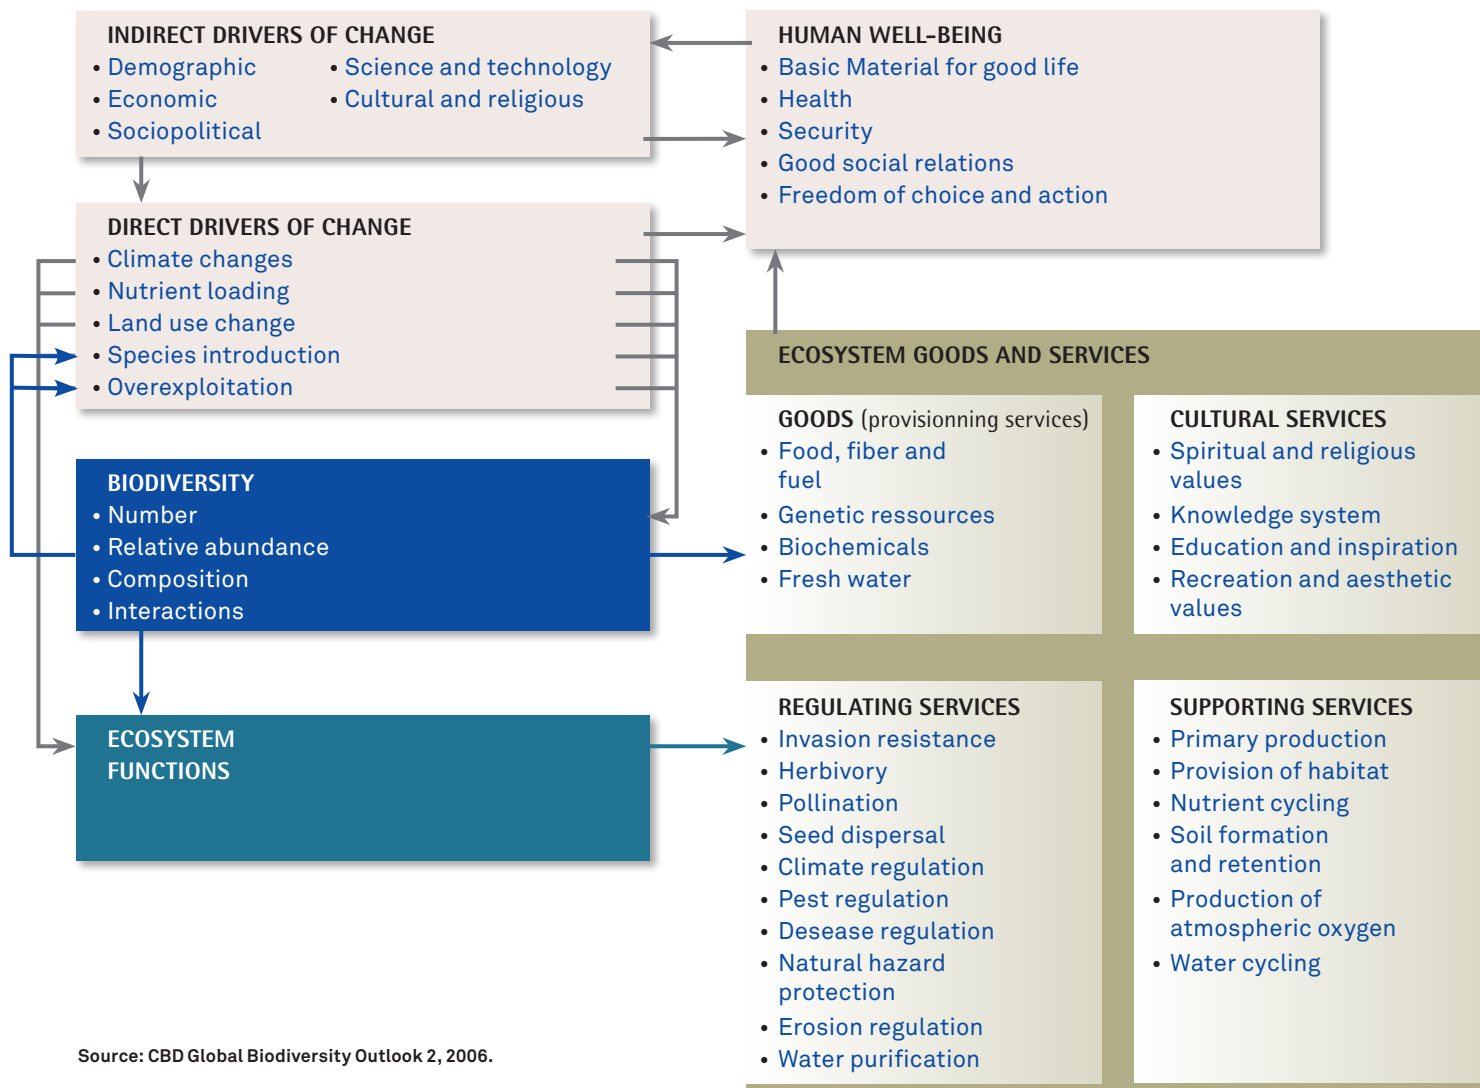 INDIRECT DRIVERS OF CHANGE
• Demographic
• Economic
• Sociopolitical
• Science and technology
• Cultural and religious
HUMAN WELL-BEING
• Basic Material for good life
• Health
• Security
• Good social relations
• Freedom of choice and action
DIRECT DRIVERS OF CHANGE
• Climate changes
• Nutrient loading
• Land use change
• Species introduction
• Overexploitation
BIODIVERSITY
• Number
• Relative abundance
• Composition
• Interactions
ECOSYSTEM
FUNCTIONS
ECOSYSTEM GOODS AND SERVICES
GOODS (provisionning services)
• Food, fiber and
fuel
• Genetic ressources
• Biochemicals
• Fresh water
CULTURAL SERVICES
• Spiritual and religious
values
• Knowledge system
• Education and inspiration
• Recreation and aesthetic
values
REGULATING SERVICES
• Invasion resistance
• Herbivory
• Pollination
• Seed dispersal
• Climate regulation
• Pest regulation
• Desease regulation
• Natural hazard
protection
• Erosion regulation
• Water purification
SUPPORTING SERVICES
• Primary production
• Provision of habitat
• Nutrient cycling
• Soil formation
and retention
• Production of
atmospheric oxygen
• Water cycling
Source: CBD Global Biodiversity Outlook 2, 2006.